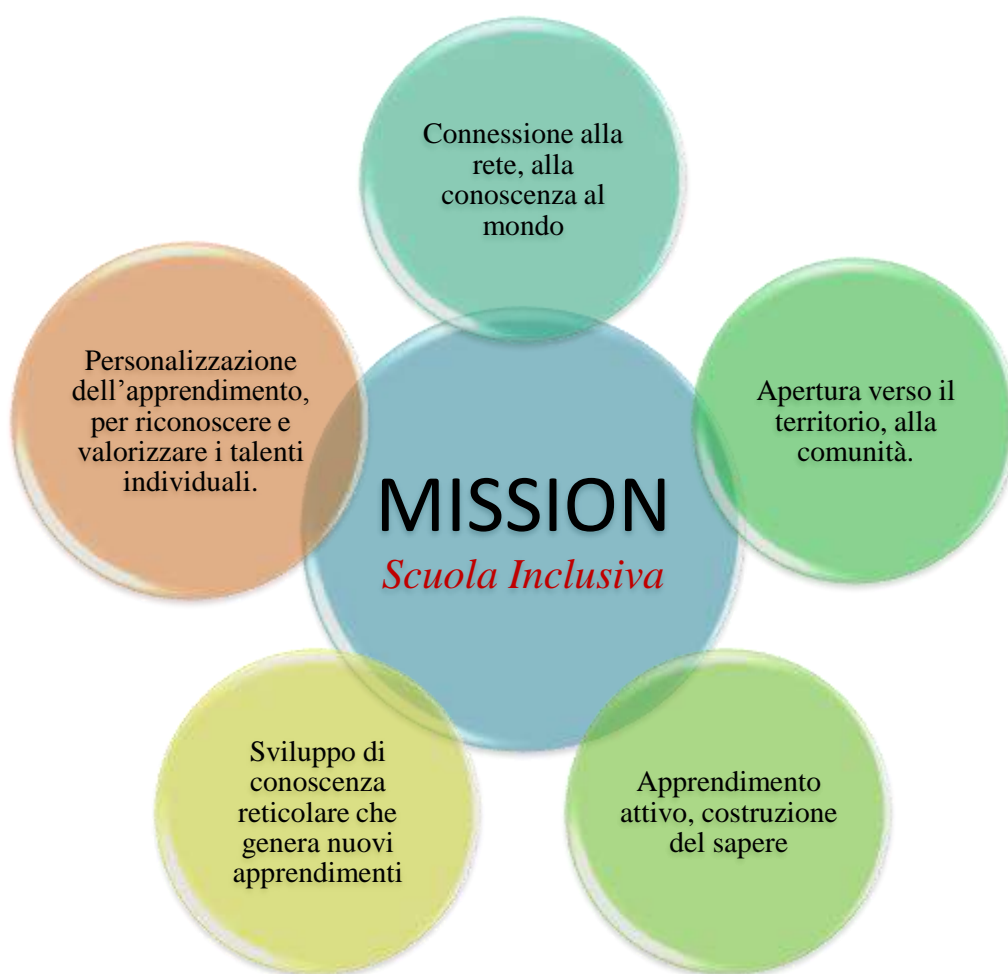 Connessione alla
rete, alla
conoscenza al
mondo
Personalizzazione
dell’apprendimento,
per riconoscere e
valorizzare i talenti
individuali.
Apertura verso il
territorio, alla
comunità.
MISSION
Scuola Inclusiva
Sviluppo di
conoscenza
reticolare che
genera nuovi
apprendimenti
Apprendimento
attivo, costruzione
del sapere